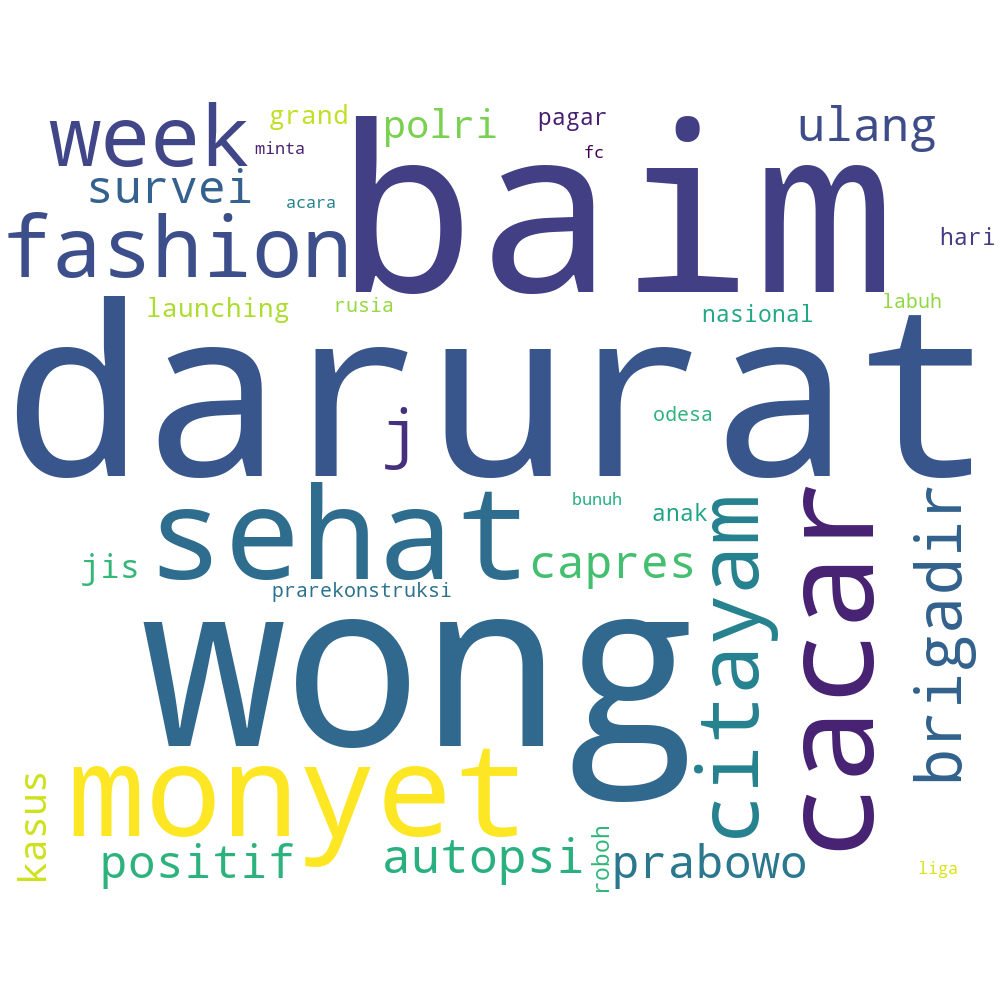 week
grand
polri
pagar
ulang
minta
fc
baim
survei
acara
fashion
hari
launching
rusia
nasional
labuh
darurat
j
odesa
sehat
bunuh
anak
citayam
cacar
brigadir
jis
capres
prarekonstruksi
wong
monyet
kasus
positif
autopsi
roboh
prabowo
liga